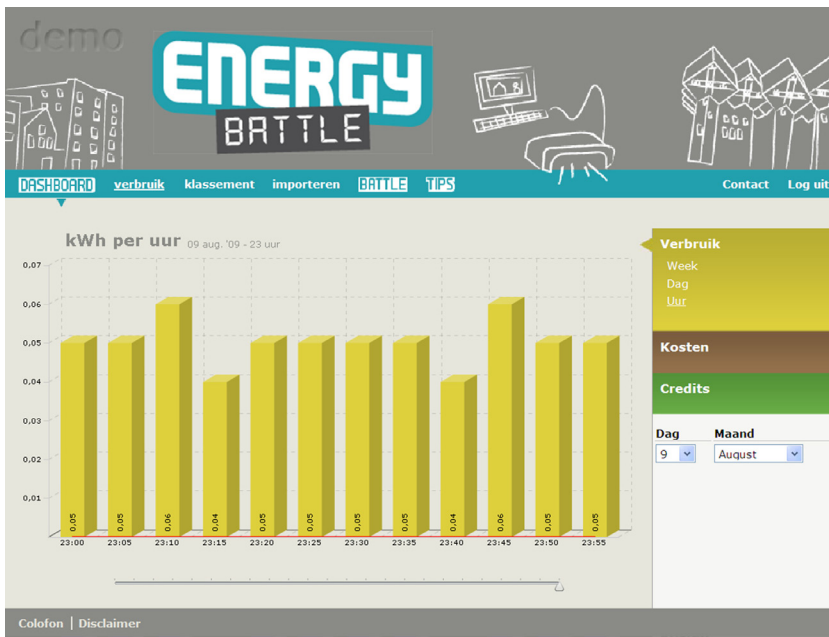 demo
ENERGY
BATTLE
DASHBOARD verbruik klassement importeren BATTLE TIPS Contact Log uit
kWh per uur 09 aug. '09 - 23 uur
0,07
0,06
0,05
0,04
0,03
0,02
0,01
0,05 0,05 0,06 0,04 0,05 0,05 0,05 0,05 0,04 0,06 0,05 0,05
23:00 23:05 23:10 23:15 23:20 23:25 23:30 23:35 23:40 23:45 23:50 23:55
Verbruik
Week
Dag
Uur
Kosten
Credits
Dag Maand
9 August
Colofon | Disclaimer